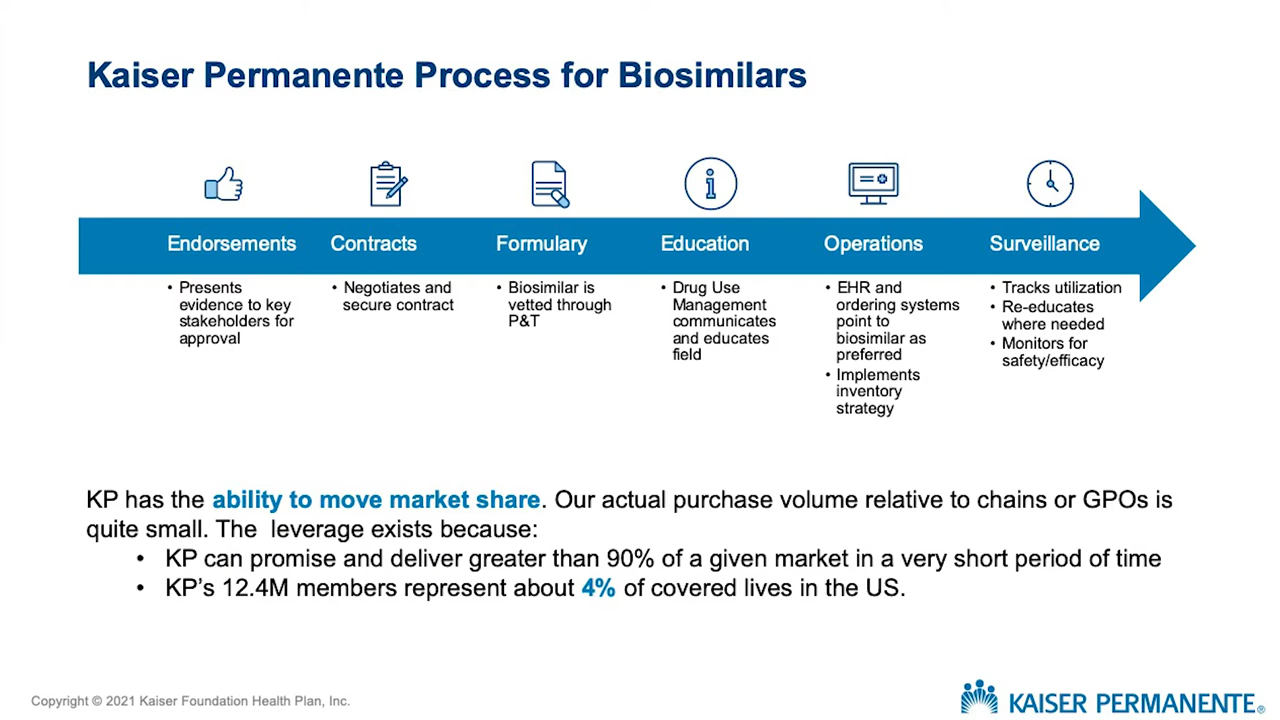 Kaiser Permanente Process for Biosimilars
Endorsements
• Presents
evidence to key
stakeholders for
approval
Contracts
• Negotiates and
secure contract
Formulary
• Biosimilar is
vetted through
P&T
Education
• Drug Use
Management
communicates
and educates
field
Operations
• EHR and
ordering systems
point to
biosimilar as
preferred
• Implements
inventory
strategy
Surveillance
• Tracks utilization
• Re-educates
where needed
• Monitors for
safety/efficacy
KP has the ability to move market share. Our actual purchase volume relative to chains or GPOs is
quite small. The leverage exists because:
• KP can promise and deliver greater than 90% of a given market in a very short period of time
• KP's 12.4M members represent about 4% of covered lives in the US.
Copyright © 2021 Kaiser Foundation Health Plan, Inc.
KAISER PERMANENTE®